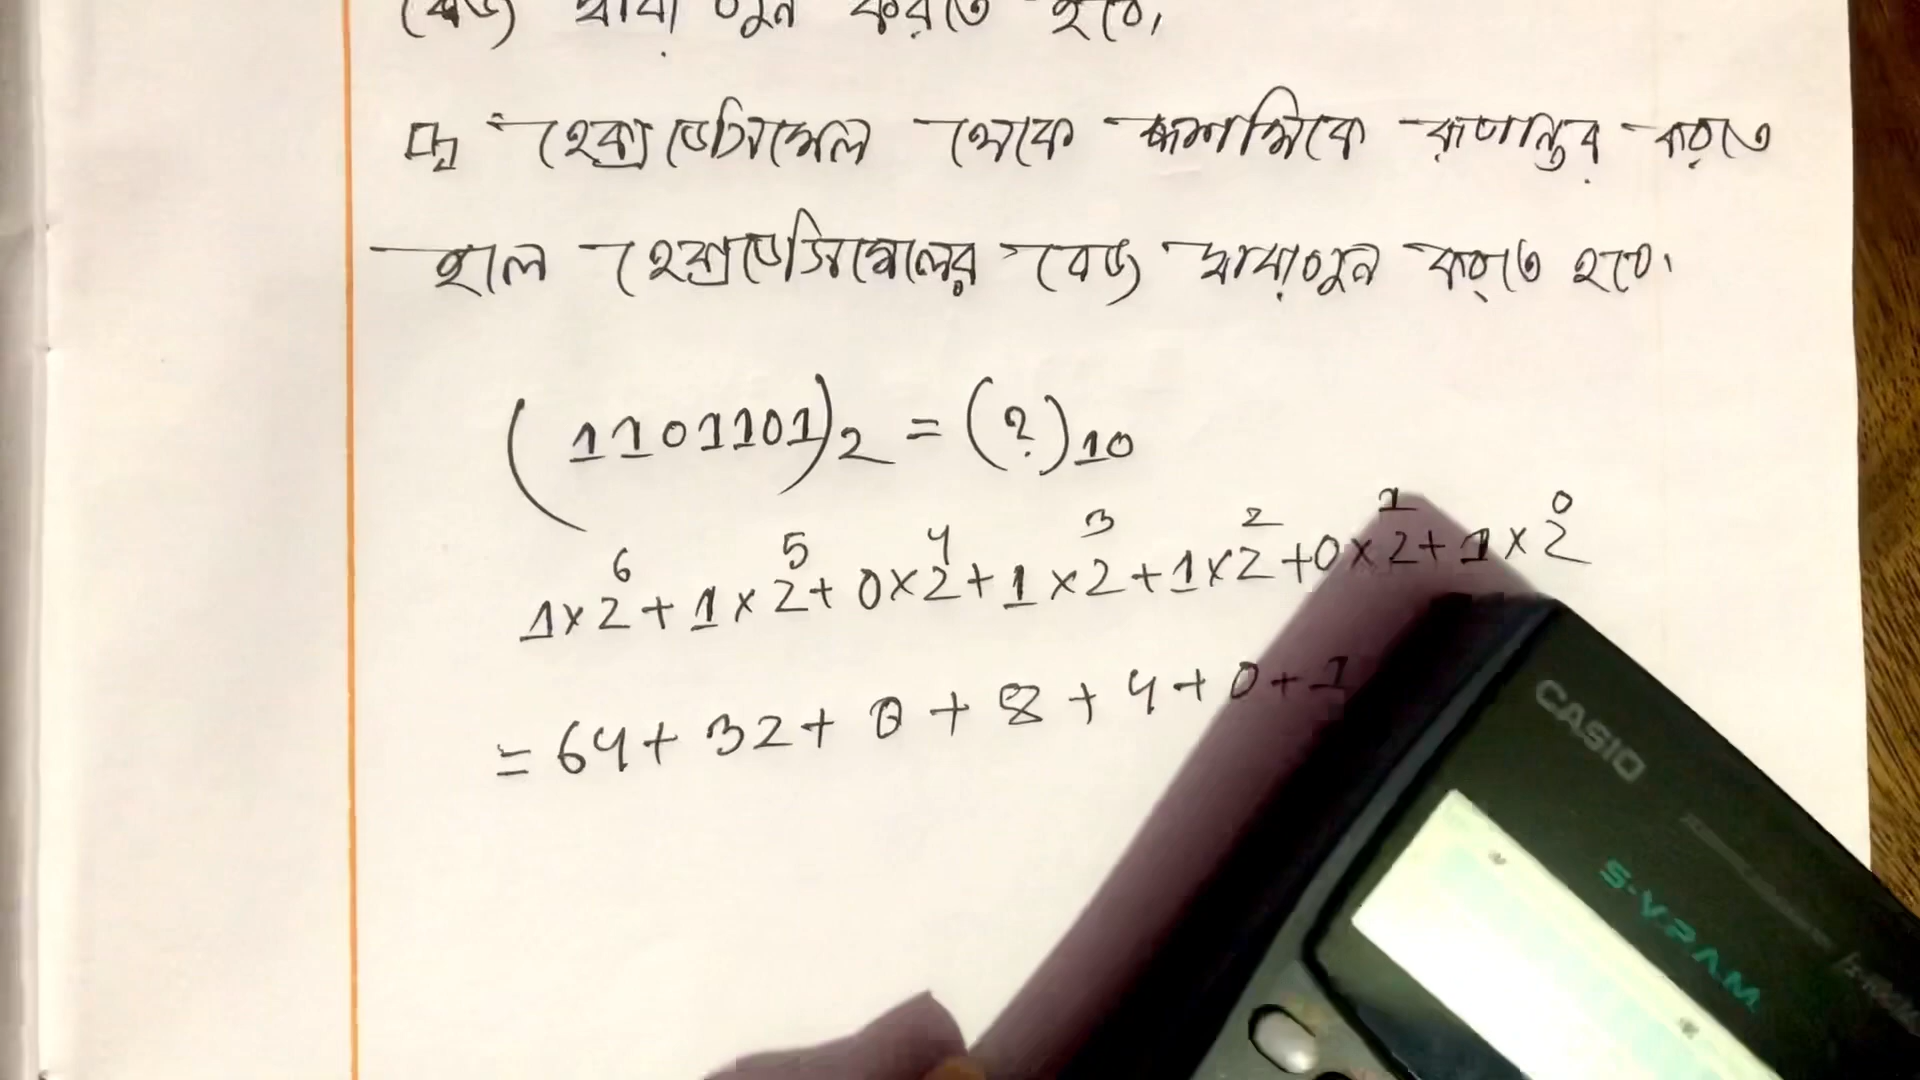 করতে হবে।
হেক্সাডেসিমেল থেকে দশমিকে রূপান্তর করতে
হলে হেক্সাডেসিমেলের বেজ দ্বারা গুন করতে হবে।
(1101101)₂ = (?)₁₀
1×2⁶ + 1×2⁵ + 0×2⁴ + 1×2³ + 1×2² + 0×2¹ + 1×2⁰
= 64 + 32 + 0 + 8 + 4 + 0 + 1
CASIO
S-V.P.A.M.